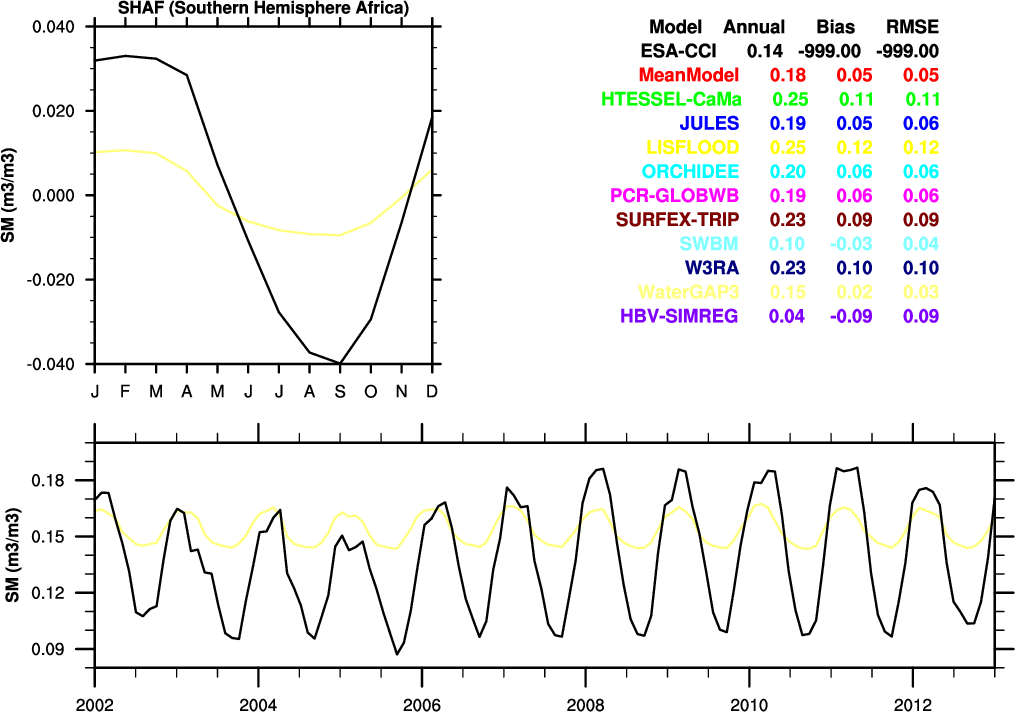 SHAF (Southern Hemisphere Africa)
0.040
0.020
0.000
-0.020
-0.040
SM (m3/m3)
J F M A M J J A S O N D
Model Annual Bias RMSE
ESA-CCI 0.14 -999.00 -999.00
MeanModel 0.18 0.05 0.05
HTESSEL-CaMa 0.25 0.11 0.11
JULES 0.19 0.05 0.06
LISFLOOD 0.25 0.12 0.12
ORCHIDEE 0.20 0.06 0.06
PCR-GLOBWB 0.19 0.06 0.06
SURFEX-TRIP 0.23 0.09 0.09
SWBM 0.10 -0.03 0.04
W3RA 0.23 0.10 0.10
WaterGAP3 0.15 0.02 0.03
HBV-SIMREG 0.04 -0.09 0.09
0.18
0.15
0.12
0.09
SM (m3/m3)
2002 2004 2006 2008 2010 2012